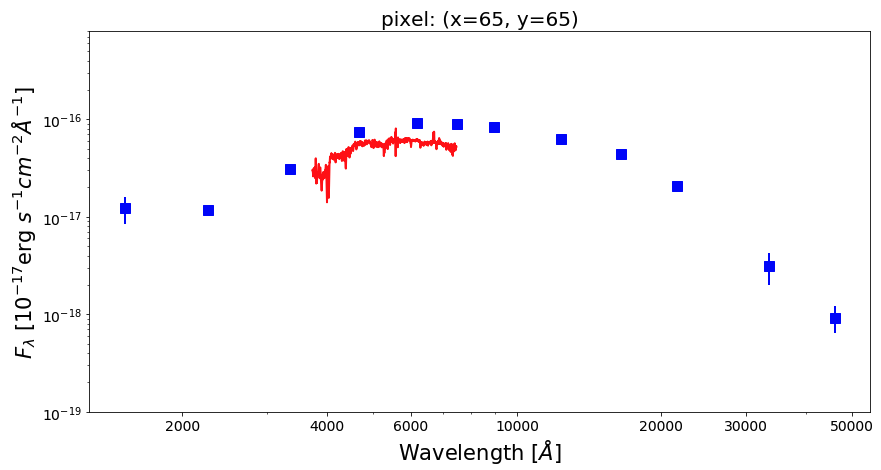 pixel: (x=65, y=65)
10⁻¹⁶
10⁻¹⁷
10⁻¹⁸
10⁻¹⁹
F_λ [10⁻¹⁷erg s⁻¹cm⁻²Å⁻¹]
2000 4000 6000 10000 20000 30000 50000
Wavelength [Å]